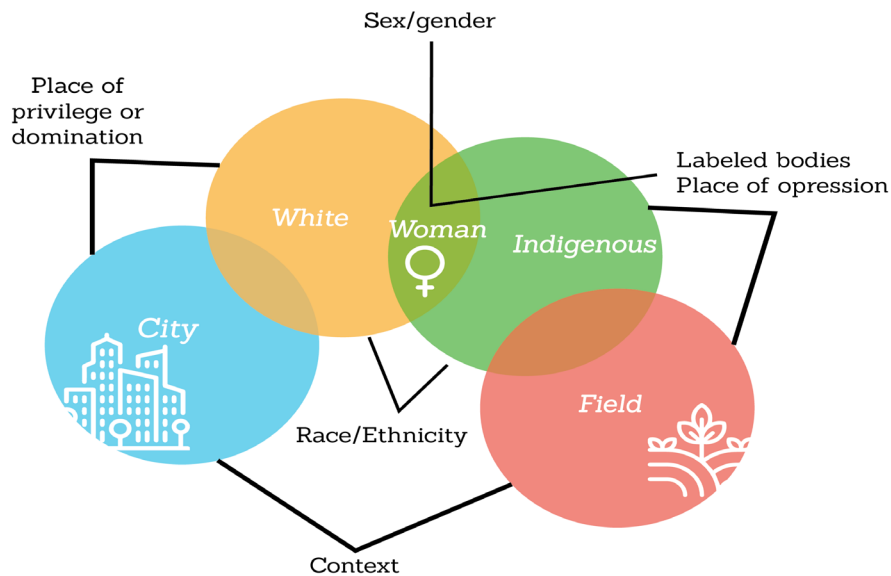 Sex/gender
Place of
privilege or
domination
Labeled bodies
Place of opression
White
Woman
Indigenous
City
Field
Race/Ethnicity
Context